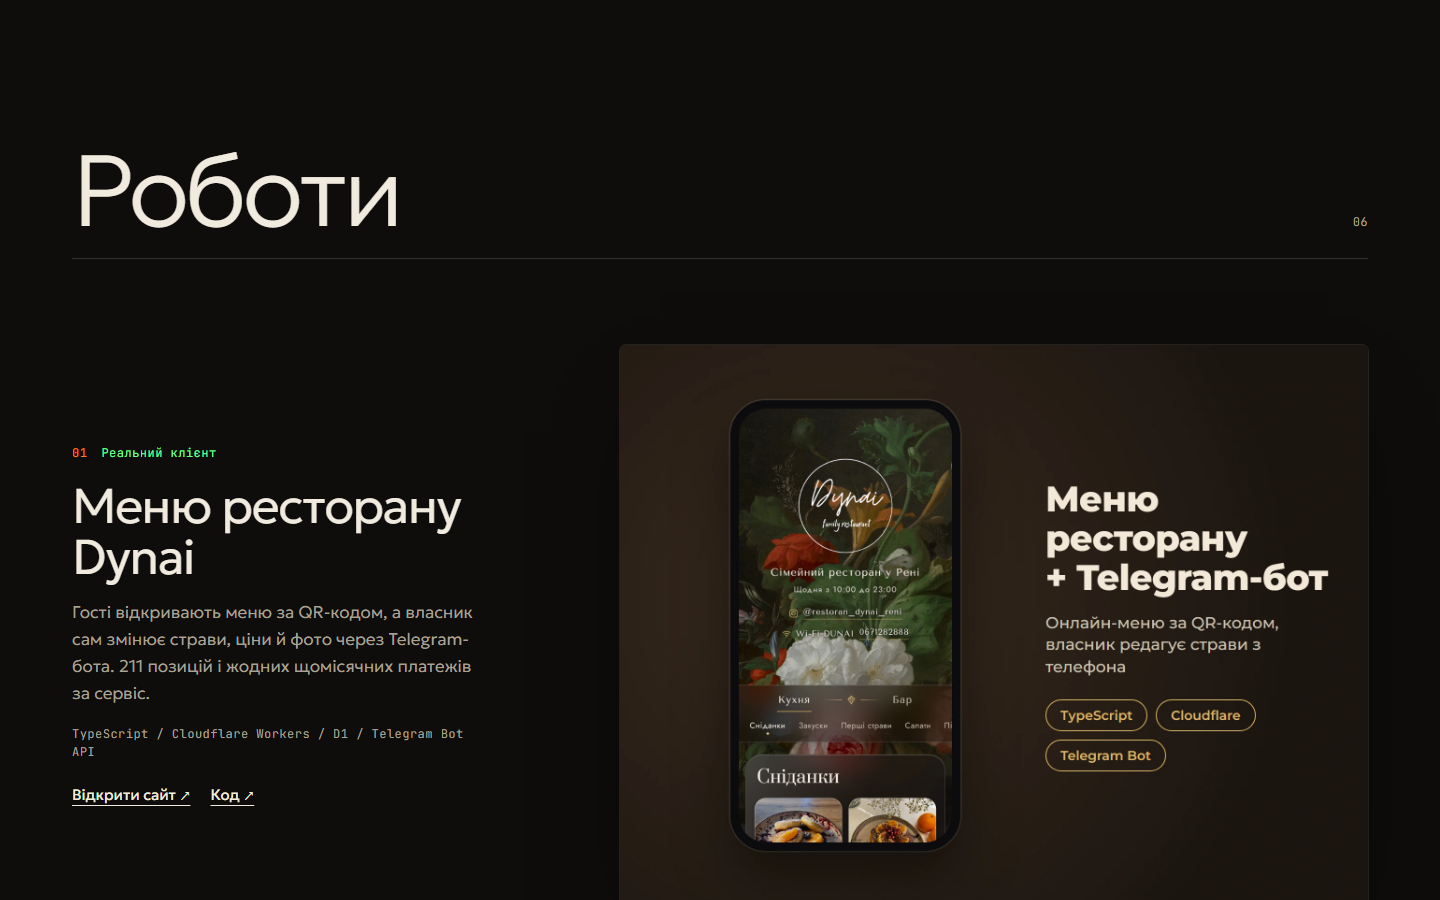 Роботи
06
01 Реальний клієнт
Меню ресторану
Dynai
Гості відкривають меню за QR-кодом, а власник
сам змінює страви, ціни й фото через Telegram-
бота. 211 позицій і жодних щомісячних платежів
за сервіс.
TypeScript / Cloudflare Workers / D1 / Telegram Bot
API
Відкрити сайт ↗ Код ↗
Dynai
family restaurant
Сімейний ресторан у Рені
Щодня з 10:00 до 23:00
@restoran_dynai_reni
Wi-Fi DUNAI 0671282888
Кухня Бар
Сніданки Закуски Перші страви Салати Пі
Сніданки
Меню
ресторану
+ Telegram-бот
Онлайн-меню за QR-кодом,
власник редагує страви з
телефона
TypeScript Cloudflare
Telegram Bot